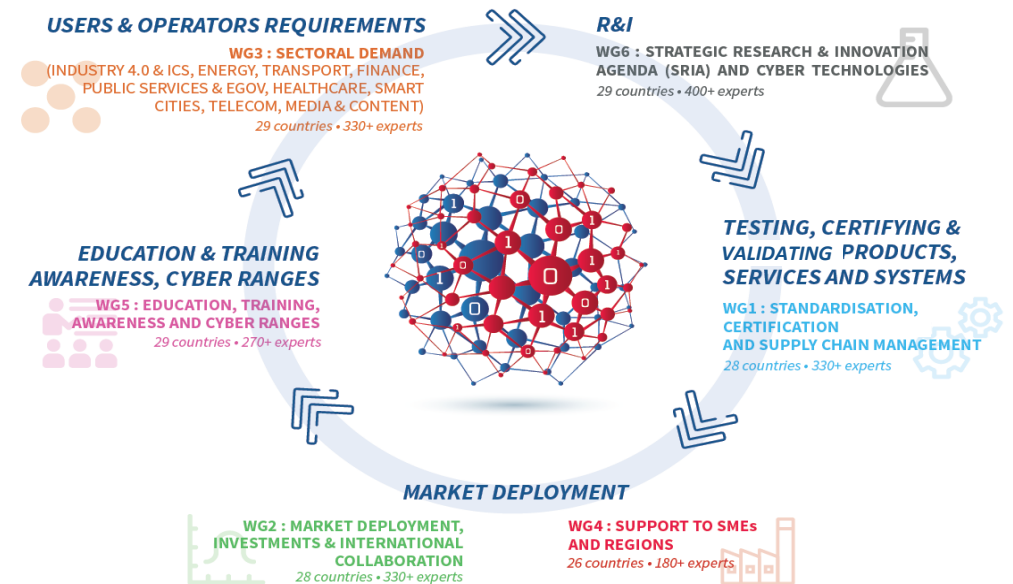 USERS & OPERATORS REQUIREMENTS
WG3 : SECTORAL DEMAND
(INDUSTRY 4.0 & ICS, ENERGY, TRANSPORT, FINANCE,
PUBLIC SERVICES & EGOV, HEALTHCARE, SMART
CITIES, TELECOM, MEDIA & CONTENT)
29 countries • 330+ experts
R&I
WG6 : STRATEGIC RESEARCH & INNOVATION
AGENDA (SRIA) AND CYBER TECHNOLOGIES
29 countries • 400+ experts
TESTING, CERTIFYING &
VALIDATING PRODUCTS,
SERVICES AND SYSTEMS
WG1 : STANDARDISATION,
CERTIFICATION
AND SUPPLY CHAIN MANAGEMENT
28 countries • 330+ experts
EDUCATION & TRAINING
AWARENESS, CYBER RANGES
WG5 : EDUCATION, TRAINING,
AWARENESS AND CYBER RANGES
29 countries • 270+ experts
MARKET DEPLOYMENT
WG2 : MARKET DEPLOYMENT,
INVESTMENTS & INTERNATIONAL
COLLABORATION
28 countries • 330+ experts
WG4 : SUPPORT TO SMEs
AND REGIONS
26 countries • 180+ experts